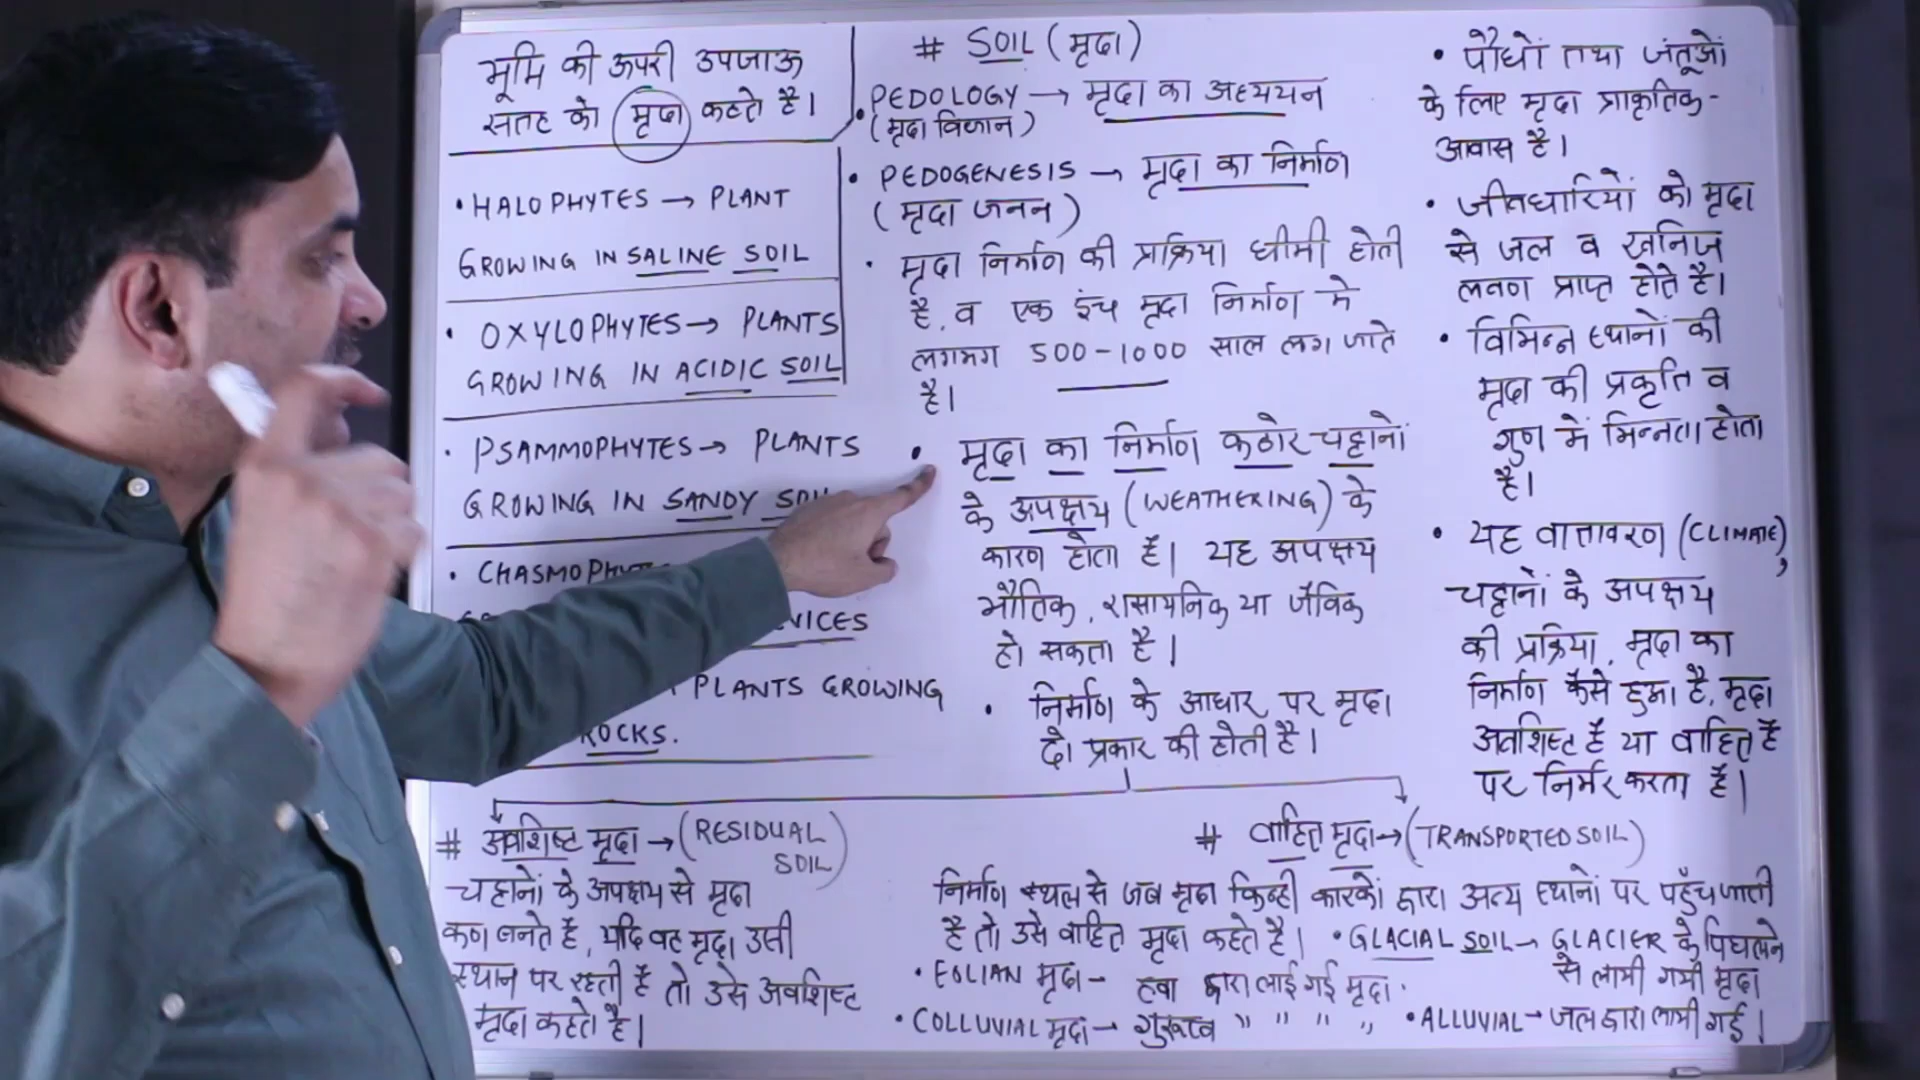 भूमि की ऊपरी उपजाऊ
सतह को मृदा कहते है।
• HALOPHYTES → PLANT
GROWING IN SALINE SOIL
• OXYLOPHYTES → PLANTS
GROWING IN ACIDIC SOIL
• PSAMMOPHYTES → PLANTS
GROWING IN SANDY SOIL
• CHASMOPHYT
VICES
PLANTS GROWING
ROCKS.
# SOIL (मृदा)
• PEDOLOGY → मृदा का अध्ययन
(मृदा विज्ञान)
• PEDOGENESIS → मृदा का निर्माण
(मृदा जनन)
• मृदा निर्माण की प्रक्रिया धीमी होती
है, व एक इंच मृदा निर्माण मे
लगभग 500-1000 साल लग जाते
है।
• मृदा का निर्माण कठोर चट्टानों
के अपक्षय (WEATHERING) के
कारण होता है। यह अपक्षय
भौतिक, रासायनिक या जैविक
हो सकता है।
• निर्माण के आधार पर मृदा
दो प्रकार की होती है।
• पौधों तथा जंतूओं
के लिए मृदा प्राकृतिक-
आवास है।
• जीवधारियों को मृदा
से जल व खनिज
लवण प्राप्त होते है।
• विभिन्न स्थानों की
मृदा की प्रकृति व
गुण में भिन्नता होता
है।
• यह वातावरण (CLIMATE),
चट्टानों के अपक्षय
की प्रक्रिया, मृदा का
निर्माण कैसे हुआ है, मृदा
अवशिष्ट है या वाहित है
पर निर्भर करता है।
# अवशिष्ट मृदा → (RESIDUAL
SOIL)
चट्टानों के अपक्षय से मृदा
कण बनते है, यदि वह मृदा उसी
स्थान पर रहती है तो उसे अवशिष्ट
मृदा कहते है।
# वाहित मृदा → (TRANSPORTED SOIL)
निर्माण स्थल से जब मृदा किन्ही कारकों द्वारा अन्य स्थानों पर पहुँच जाती
है तो उसे वाहित मृदा कहते है। • GLACIAL SOIL → GLACIER के पिघलने
से लायी गयी मृदा
• EOLIAN मृदा - हवा द्वारा लाई गई मृदा.
• COLLUVIAL मृदा → गुरूत्व " " " " • ALLUVIAL → जल द्वारा लायी गई।